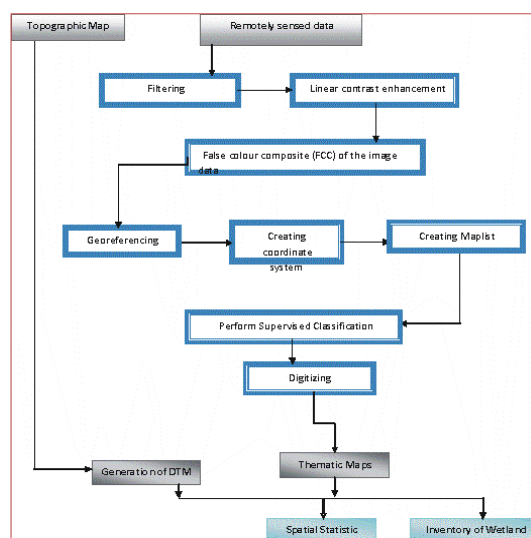 Topographic Map
Remotely sensed data
Filtering
Linear contrast enhancement
False colour composite (FCC) of the image
data
Georeferencing
Creating
coordinate
system
Creating Maplist
Perform Supervised Classification
Digitizing
Generation of DTM
Thematic Maps
Spatial Statistic
Inventory of Wetland